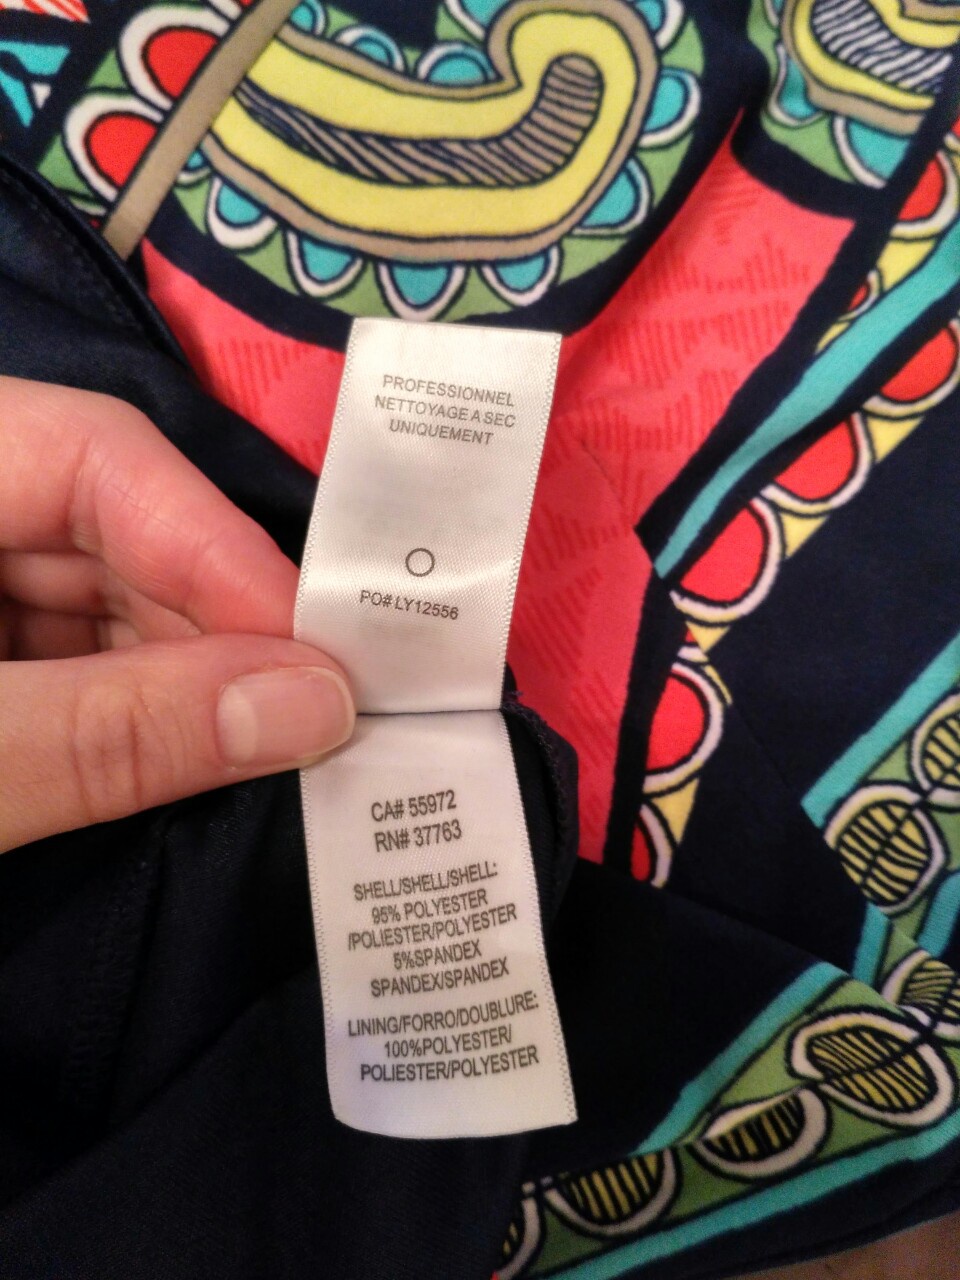 PROFESSIONNEL
NETTOYAGE A SEC
UNIQUEMENT
PO# LY12556
CA# 55972
RN# 37763
SHELL/SHELL/SHELL:
95% POLYESTER
/POLIESTER/POLYESTER
5%SPANDEX
SPANDEX/SPANDEX
LINING/FORRO/DOUBLURE:
100%POLYESTER/
POLIESTER/POLYESTER